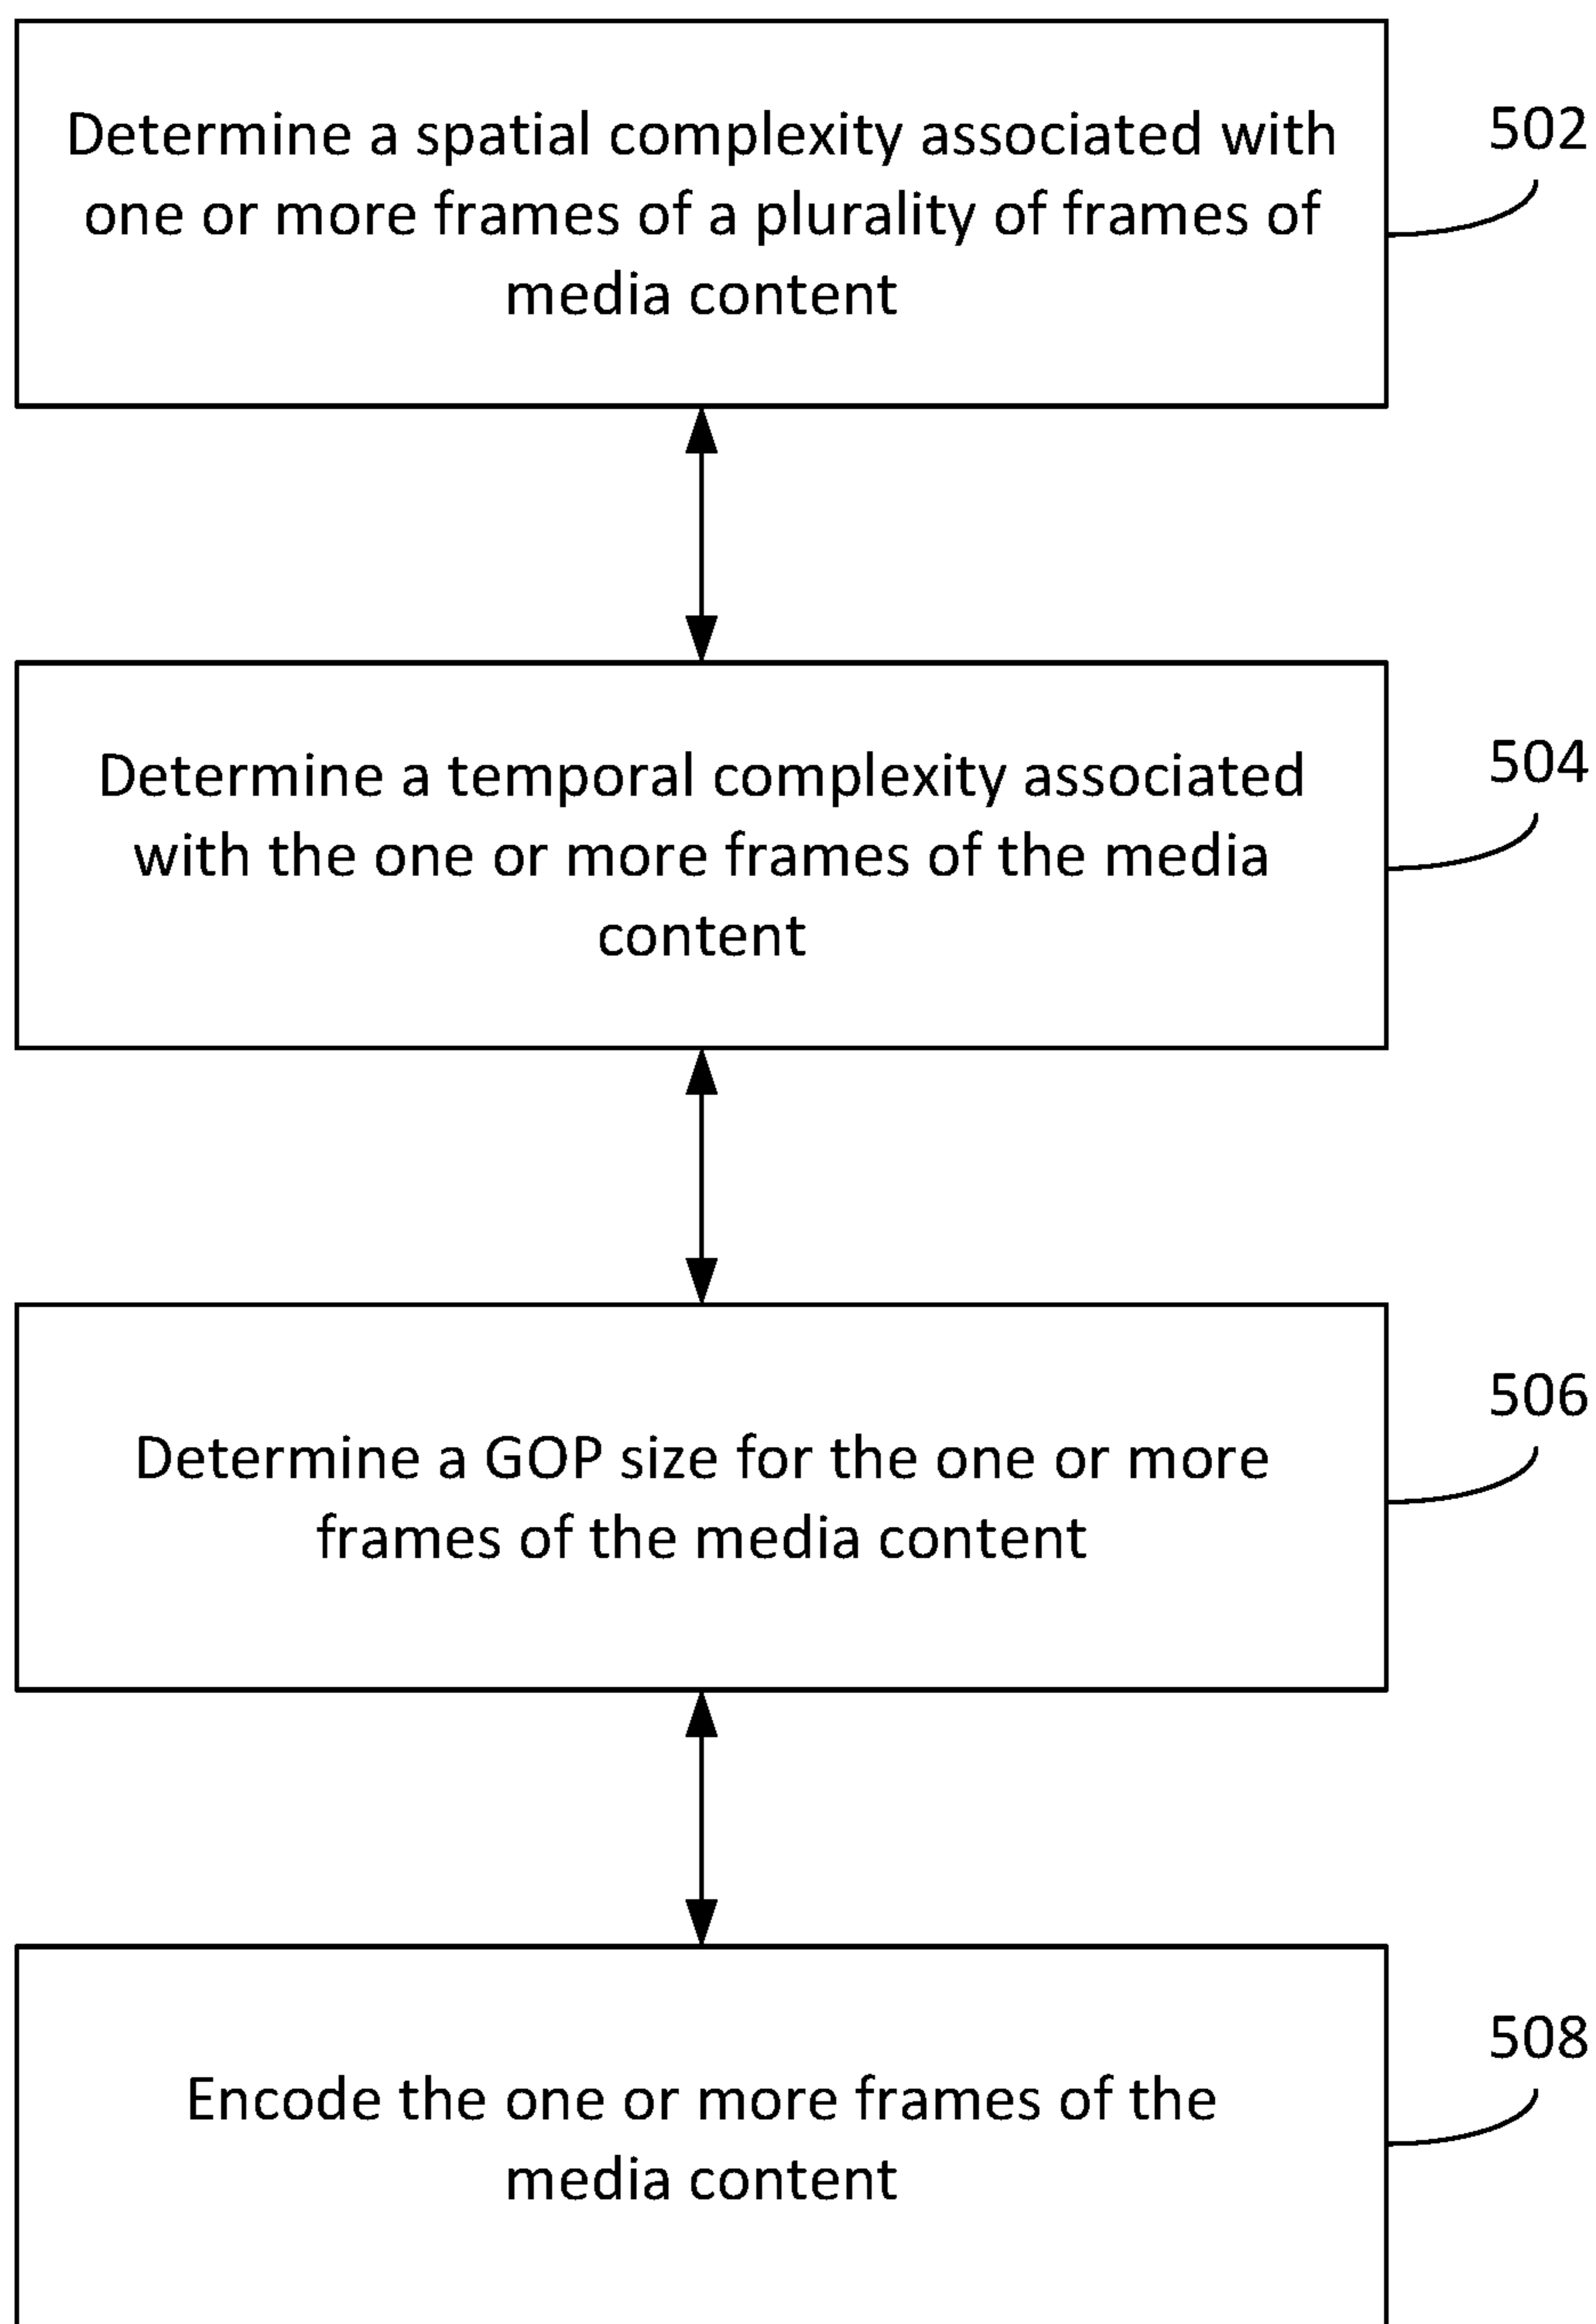 Determine a spatial complexity associated with
one or more frames of a plurality of frames of
media content
502
Determine a temporal complexity associated
with the one or more frames of the media
content
504
Determine a GOP size for the one or more
frames of the media content
506
Encode the one or more frames of the
media content
508